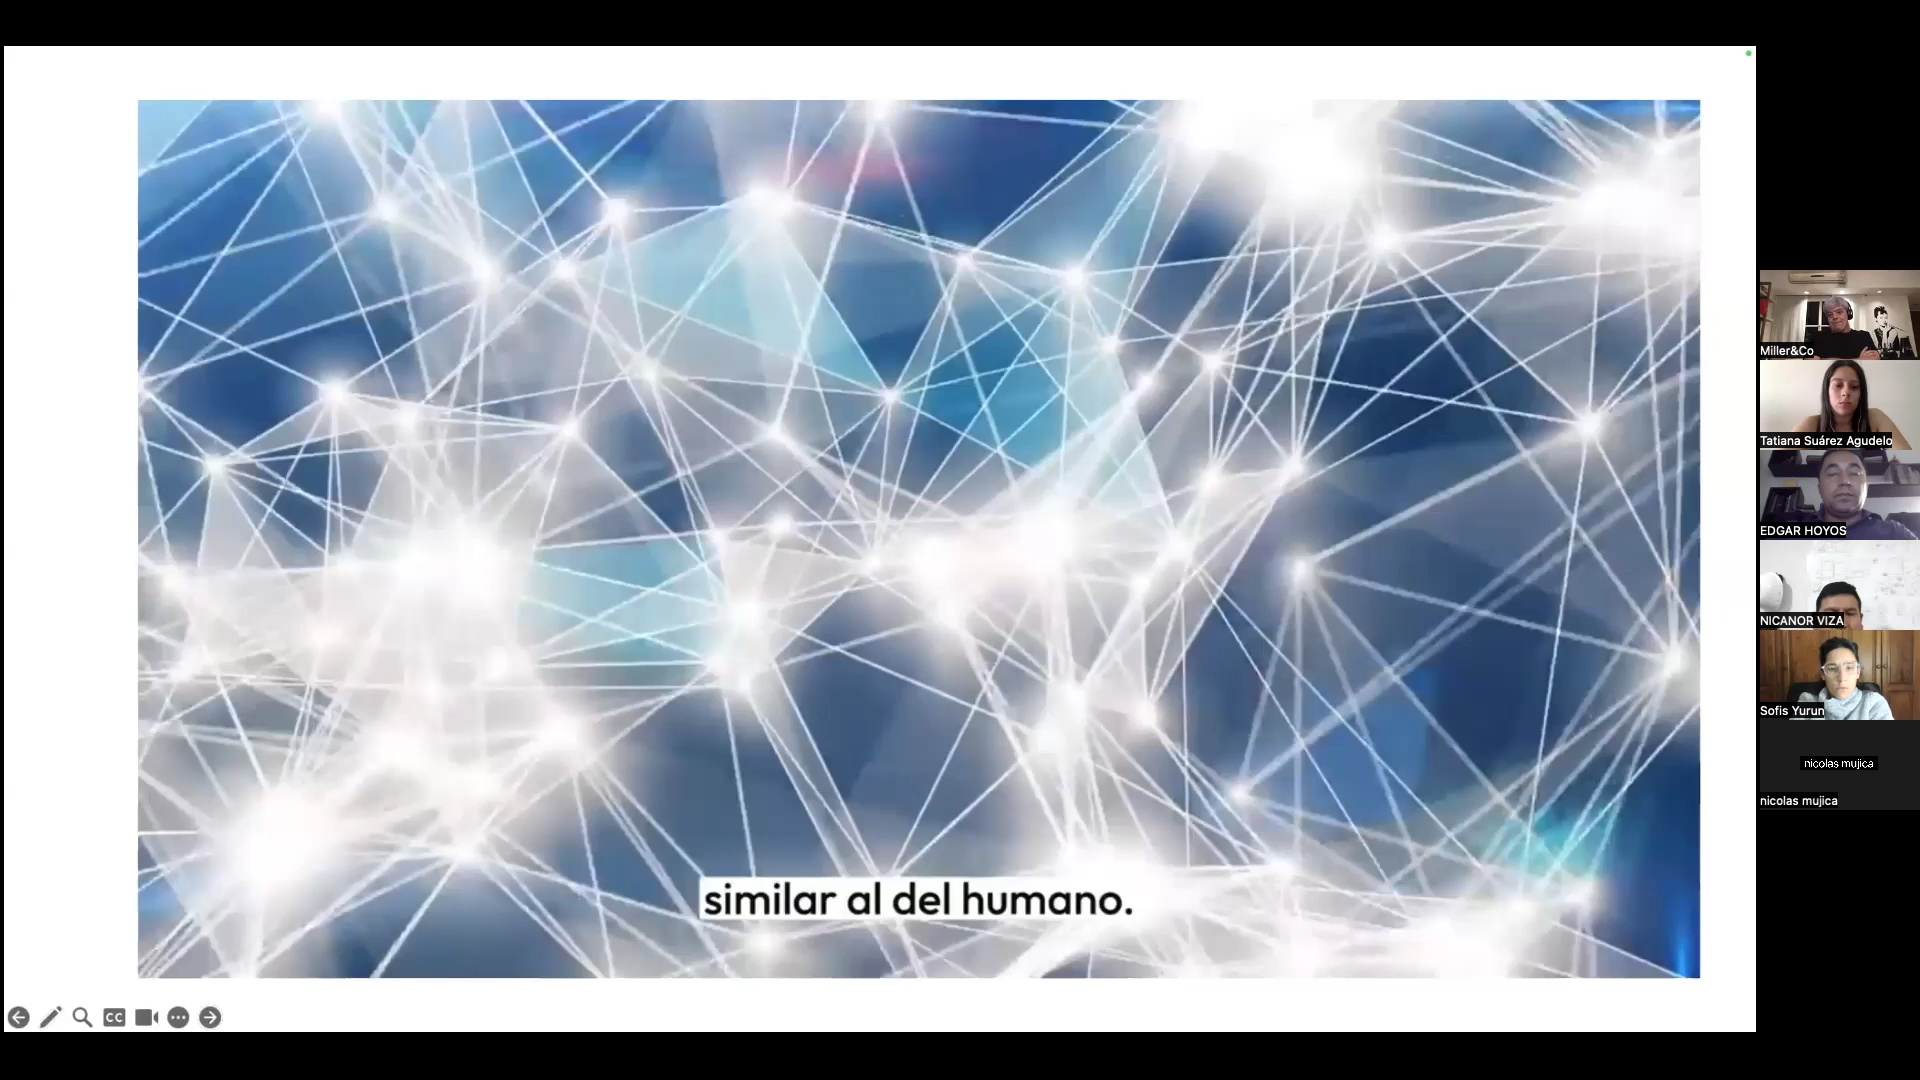 similar al del humano.
Miller&Co
Tatiana Suárez Agudelo
EDGAR HOYOS
NICANOR VIZA
Sofis Yurun
nicolas mujica
nicolas mujica
CC